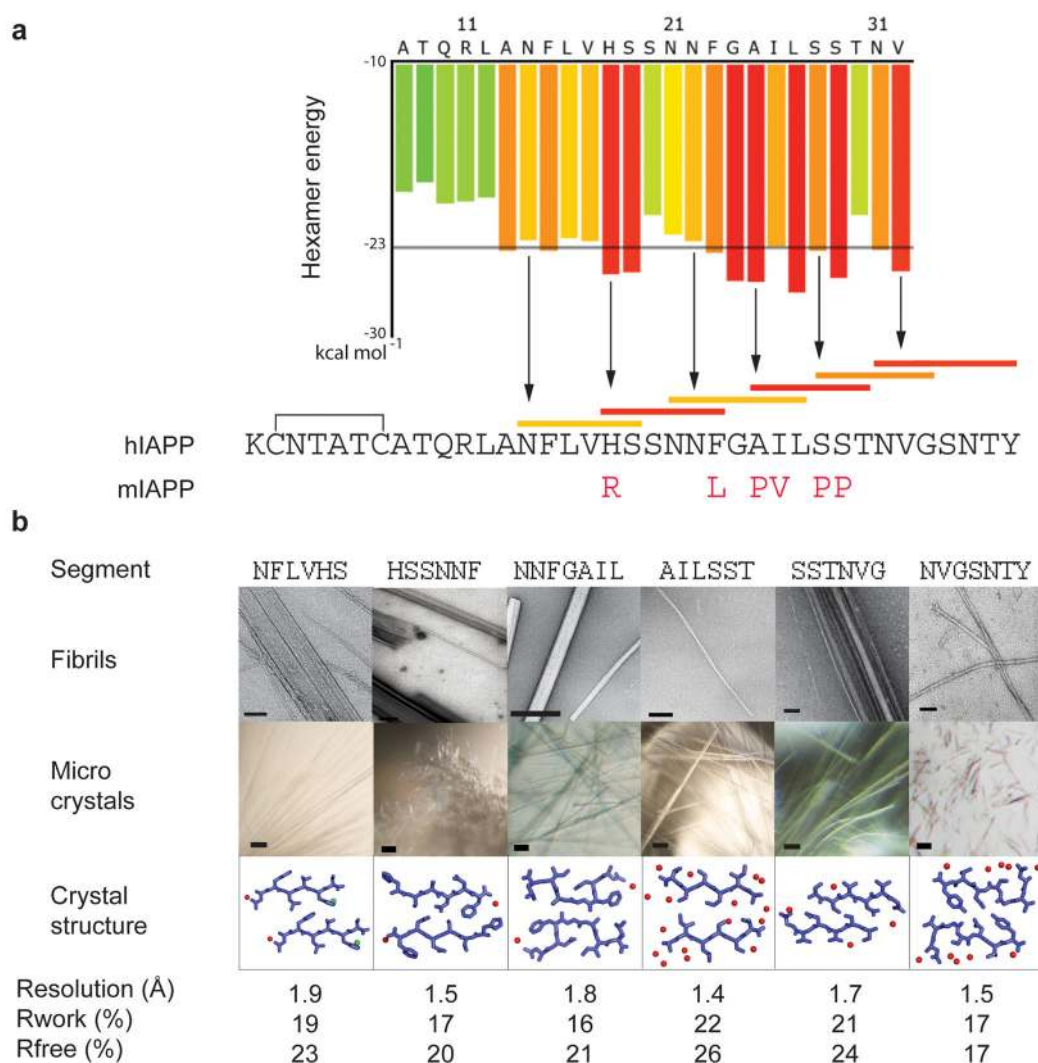 a
11 21 31
A T Q R L A N F L V H S S N N F G A I L S S T N V
-10
Hexamer energy
-23
-30
kcal mol-1
hIAPP KCNTATCATQRLANFLVHSSNNFGAILSSTNVGSNTY
mIAPP R L PV PP
b
Segment NFLVHS HSSNNF NNFGAIL AILSST SSTNVG NVGSNTY
Fibrils
Micro
crystals
Crystal
structure
Resolution (Å) 1.9 1.5 1.8 1.4 1.7 1.5
Rwork (%) 19 17 16 22 21 17
Rfree (%) 23 20 21 26 24 17